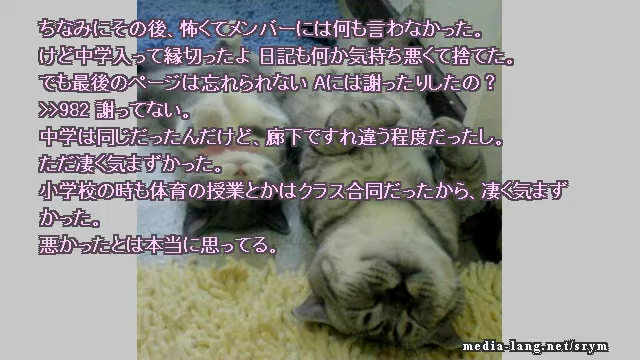 ちなみにその後、怖くてメンバーには何も言わなかった。
けど中学入って縁切ったよ 日記も何か気持ち悪くて捨てた。
でも最後のページは忘れられない Aには謝ったりしたの？
>>982 謝ってない。
中学は同じだったんだけど、廊下ですれ違う程度だったし。
ただ凄く気まずかった。
小学校の時も体育の授業とかはクラス合同だったから、凄く気まず
かった。
悪かったとは本当に思ってる。
media-lang.net/srym